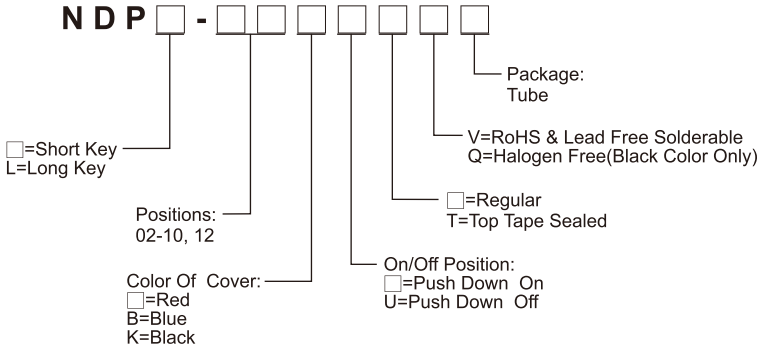 NDP□-□□□□□□□
Package:
Tube
V=RoHS & Lead Free Solderable
Q=Halogen Free(Black Color Only)
□=Short Key
L=Long Key
□=Regular
T=Top Tape Sealed
Positions:
02-10, 12
On/Off Position:
□=Push Down On
U=Push Down Off
Color Of Cover:
□=Red
B=Blue
K=Black